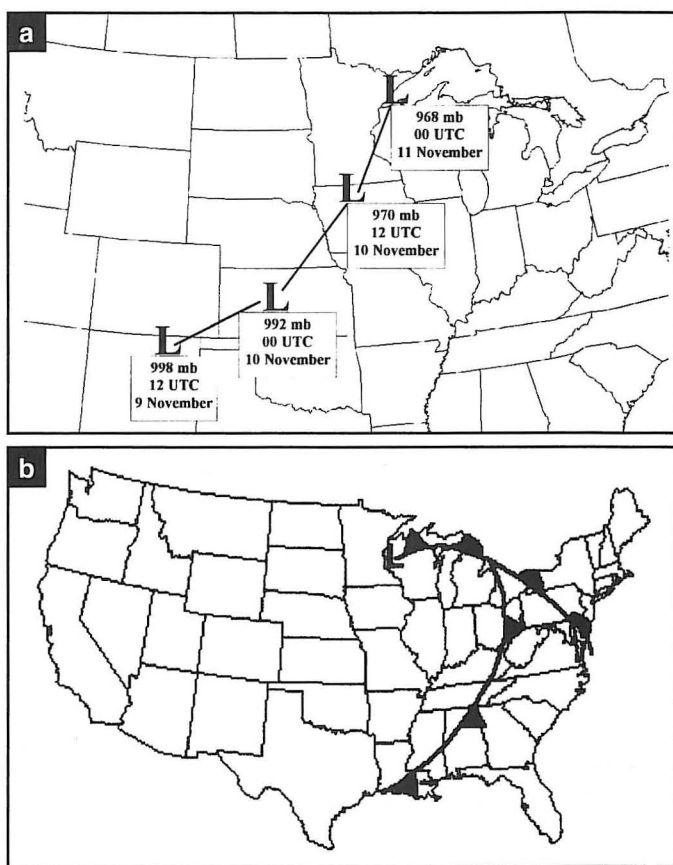 a
L
968 mb
00 UTC
11 November
L
970 mb
12 UTC
10 November
L
992 mb
00 UTC
10 November
L
998 mb
12 UTC
9 November
b
L